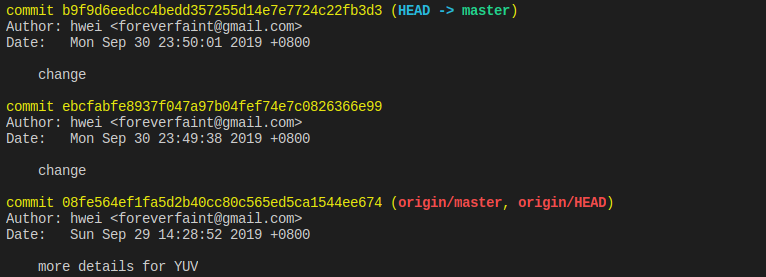 commit b9f9d6eedcc4bedd357255d14e7e7724c22fb3d3 (HEAD -> master)
Author: hwei <foreverfaint@gmail.com>
Date:   Mon Sep 30 23:50:01 2019 +0800
change
commit ebcfabfe8937f047a97b04fef74e7c0826366e99
Author: hwei <foreverfaint@gmail.com>
Date:   Mon Sep 30 23:49:38 2019 +0800
change
commit 08fe564ef1fa5d2b40cc80c565ed5ca1544ee674 (origin/master, origin/HEAD)
Author: hwei <foreverfaint@gmail.com>
Date:   Sun Sep 29 14:28:52 2019 +0800
more details for YUV